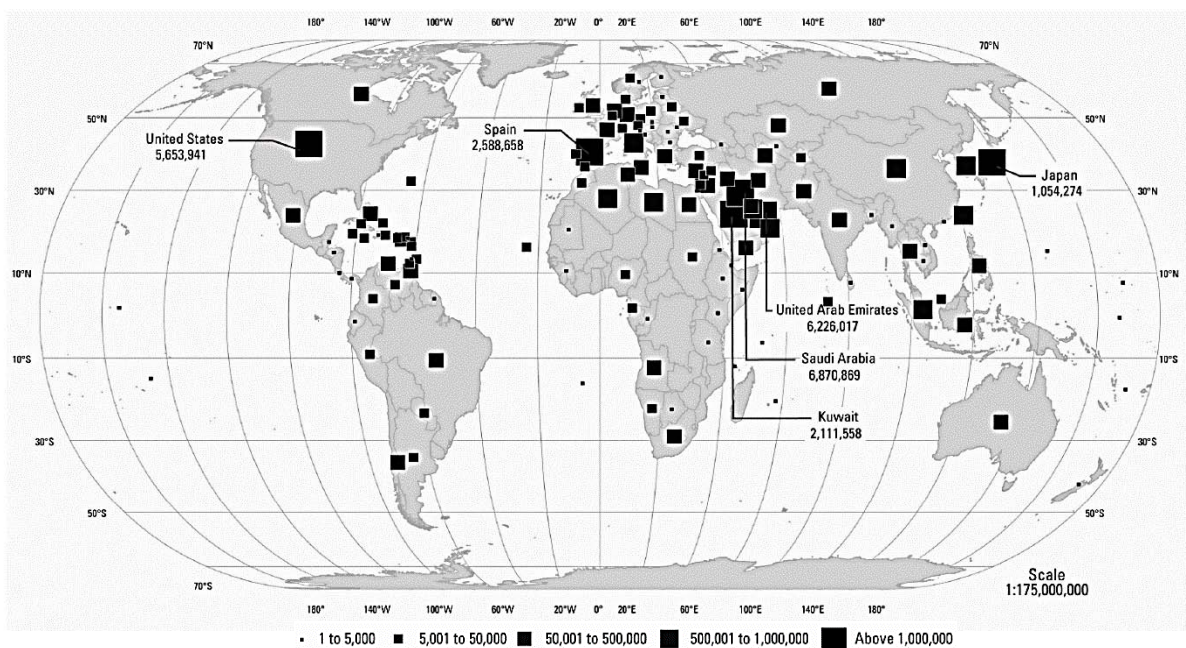 180° 140°W 100°W 60°W 20°W 0° 20°E 60°E 100°E 140°E 180°
70°N 70°N
50°N 50°N
United States
5,653,941
Spain
2,588,658
Japan
1,054,274
30°N 30°N
10°N 10°N
United Arab Emirates
6,226,017
Saudi Arabia
6,870,869
10°S 10°S
Kuwait
2,111,558
30°S 30°S
50°S 50°S
Scale
1:175,000,000
70°S 70°S
180° 140°W 100°W 60°W 20°W 0° 20°E 60°E 100°E 140°E 180°
1 to 5,000 5,001 to 50,000 50,001 to 500,000 500,001 to 1,000,000 Above 1,000,000